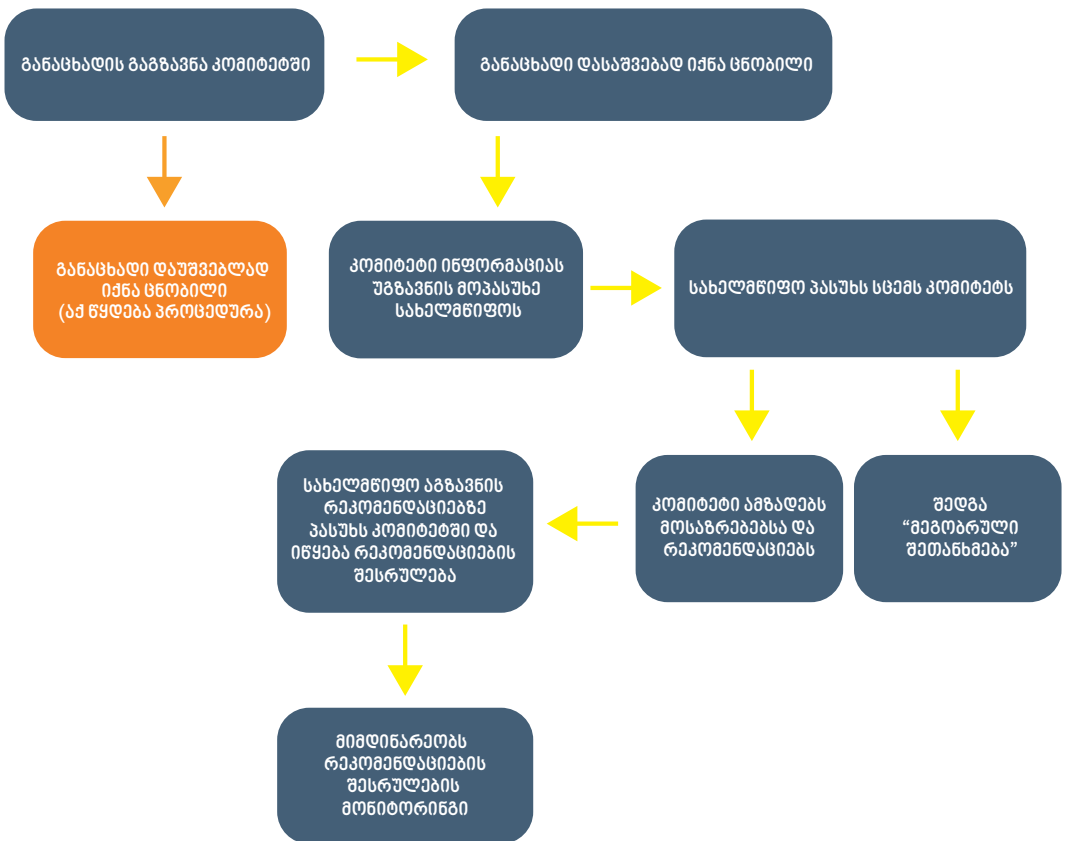 განაცხადის გაგზავნა კომიტეტში
განაცხადი დასაშვებად იქნა ცნობილი
განაცხადი დაუშვებლად
იქნა ცნობილი
(აქ წყდება პროცედურა)
კომიტეტი ინფორმაციას
უგზავნის მოპასუხე
სახელმწიფოს
სახელმწიფო პასუხს სცემს კომიტეტს
სახელმწიფო აგზავნის
რეკომენდაციებზე
პასუხს კომიტეტში და
იწყება რეკომენდაციების
შესრულება
კომიტეტი ამზადებს
მოსაზრებებსა და
რეკომენდაციებს
შედგა
“მეგობრული
შეთანხმება”
მიმდინარეობს
რეკომენდაციების
შესრულების
მონიტორინგი